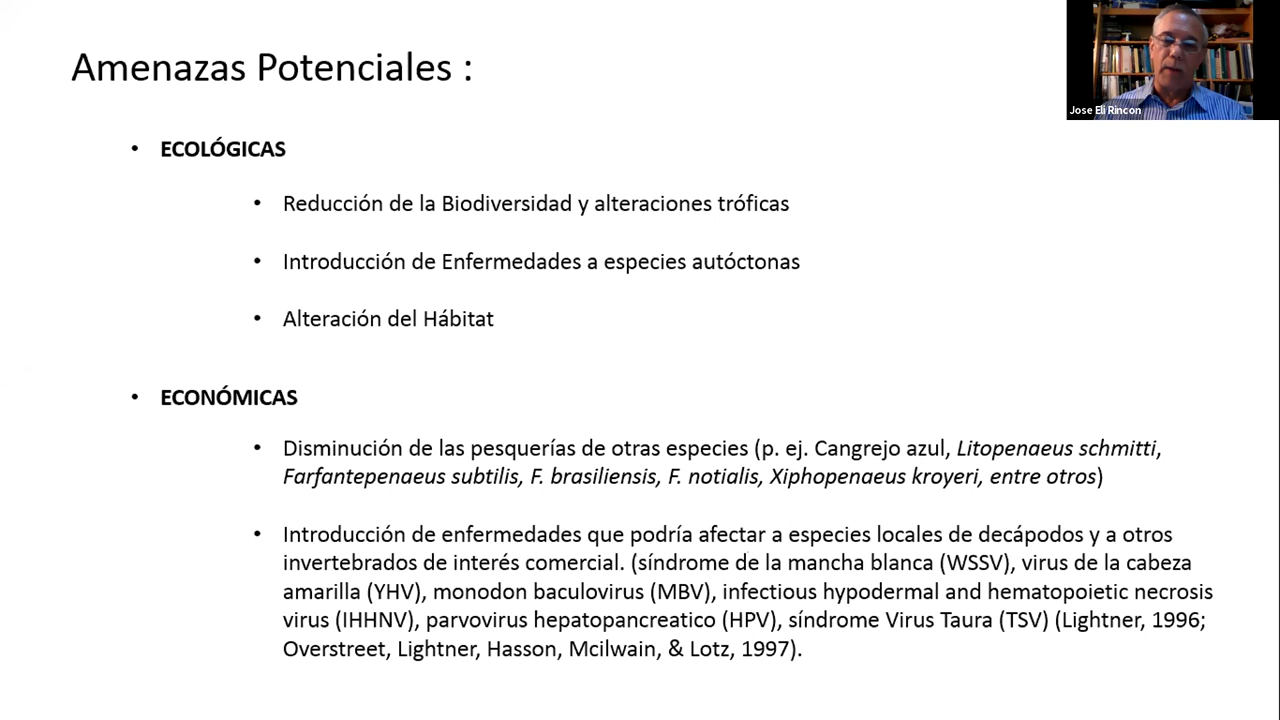 Amenazas Potenciales :
Jose Eli Rincon
• ECOLÓGICAS
• Reducción de la Biodiversidad y alteraciones tróficas
• Introducción de Enfermedades a especies autóctonas
• Alteración del Hábitat
• ECONÓMICAS
• Disminución de las pesquerías de otras especies (p. ej. Cangrejo azul, Litopenaeus schmitti,
Farfantepenaeus subtilis, F. brasiliensis, F. notialis, Xiphopenaeus kroyeri, entre otros)
• Introducción de enfermedades que podría afectar a especies locales de decápodos y a otros
invertebrados de interés comercial. (síndrome de la mancha blanca (WSSV), virus de la cabeza
amarilla (YHV), monodon baculovirus (MBV), infectious hypodermal and hematopoietic necrosis
virus (IHHNV), parvovirus hepatopancreatico (HPV), síndrome Virus Taura (TSV) (Lightner, 1996;
Overstreet, Lightner, Hasson, Mcilwain, & Lotz, 1997).